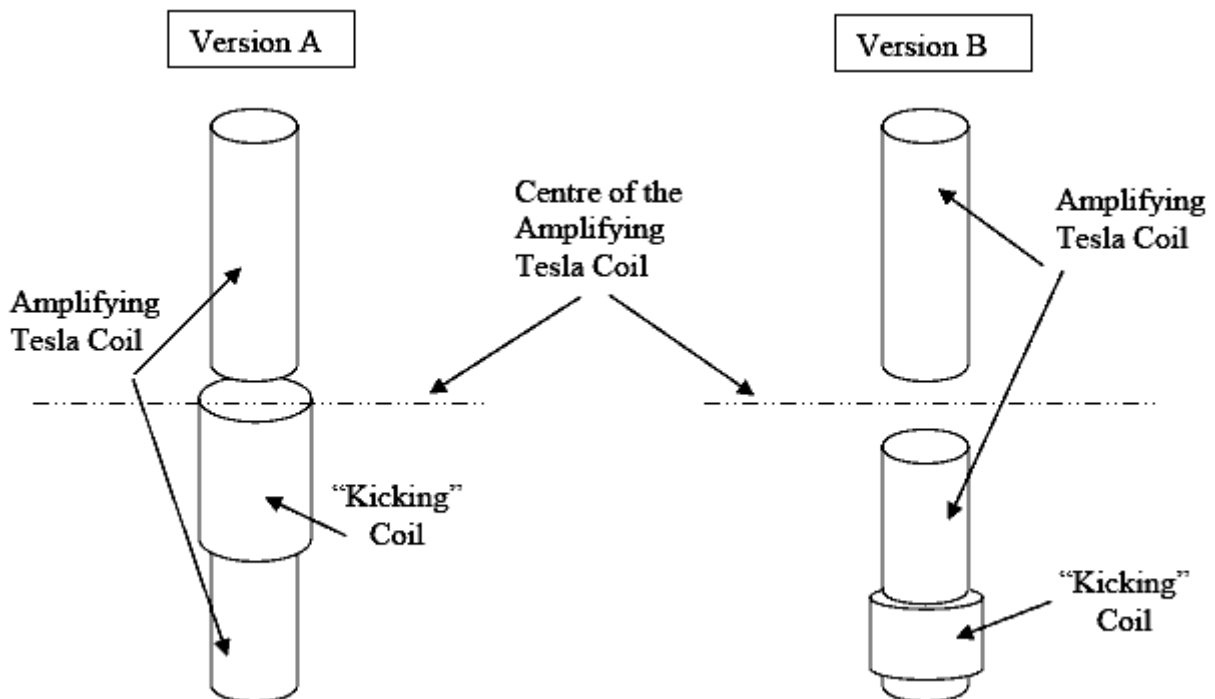 Version A
Version B
Centre of the
Amplifying
Tesla Coil
Amplifying
Tesla Coil
Amplifying
Tesla Coil
“Kicking”
Coil
“Kicking”
Coil